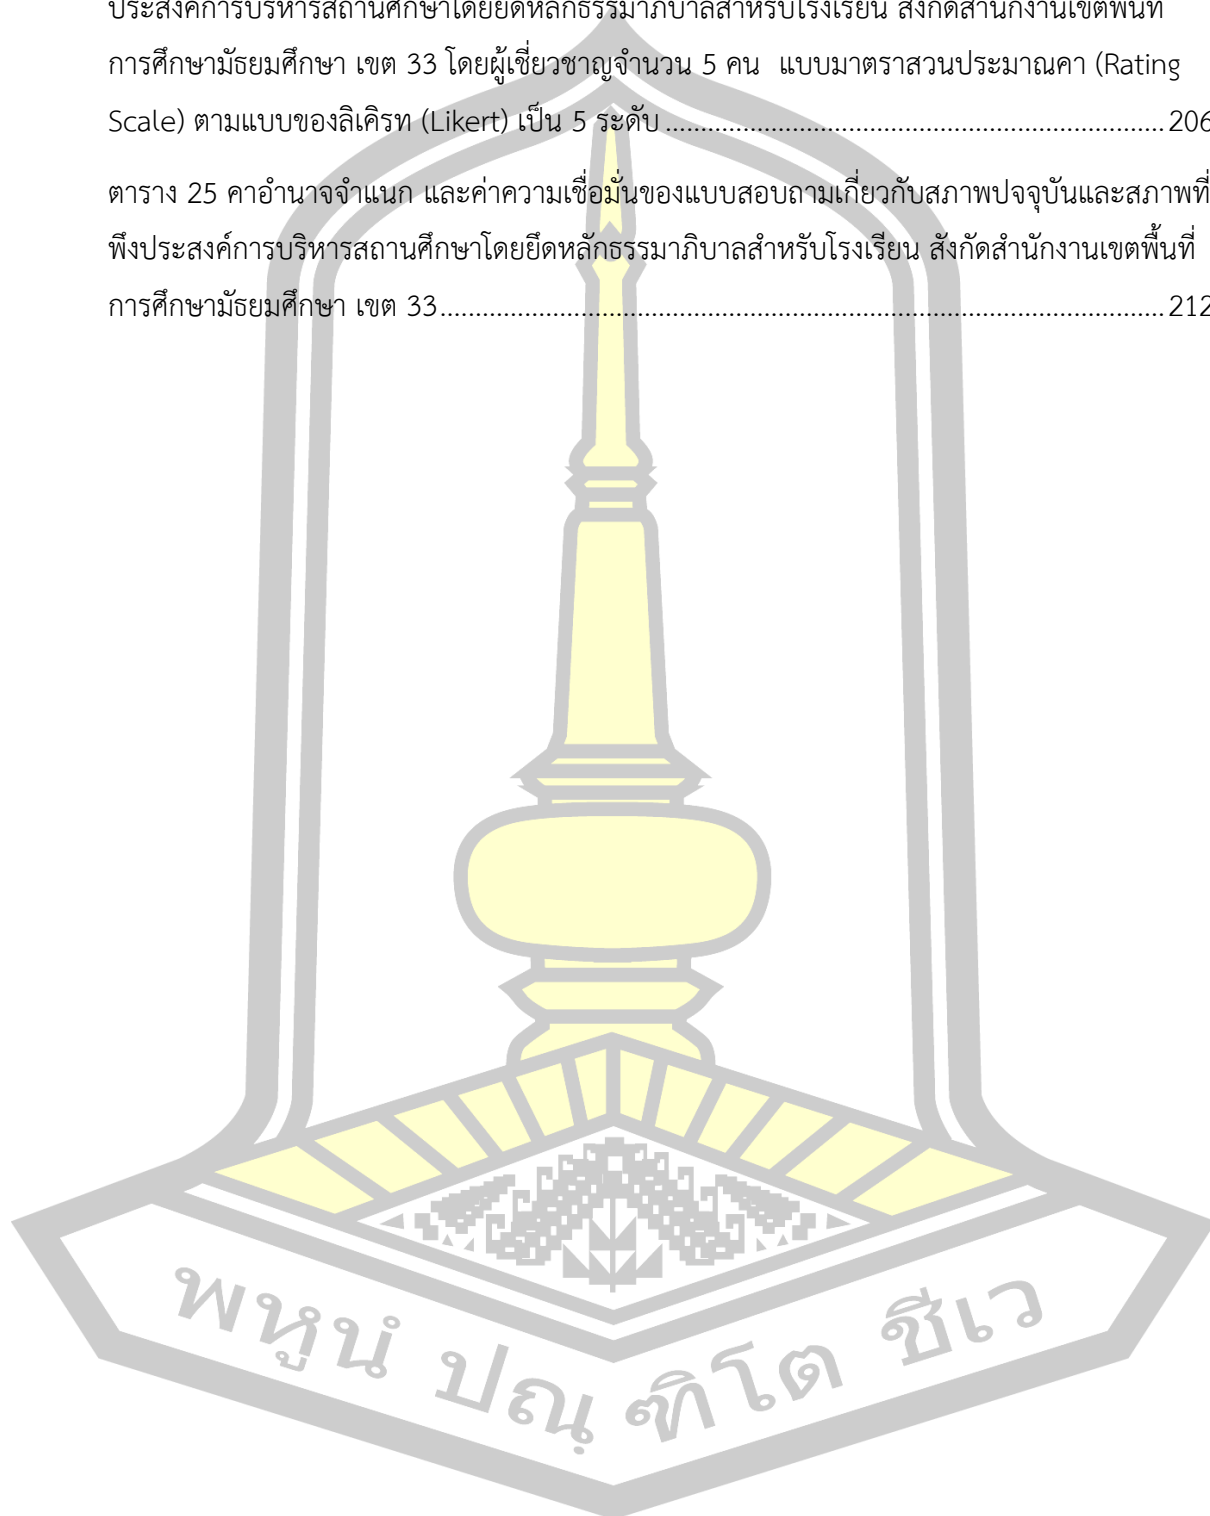 ประสงค์การบริหารสถานศึกษาโดยยึดหลักธรรมาภิบาลสำหรับโรงเรียน สังกัดสำนักงานเขตพื้นที่
การศึกษามัธยมศึกษา เขต 33 โดยผู้เชี่ยวชาญจำนวน 5 คน แบบมาตราสวนประมาณคา (Rating
Scale) ตามแบบของลิเคิรท (Likert) เป็น 5 ระดับ ........................................................................................ 206
ตาราง 25 คาอำนาจจำแนก และค่าความเชื่อมั่นของแบบสอบถามเกี่ยวกับสภาพปจจุบันและสภาพที่
พึงประสงค์การบริหารสถานศึกษาโดยยึดหลักธรรมาภิบาลสำหรับโรงเรียน สังกัดสำนักงานเขตพื้นที่
การศึกษามัธยมศึกษา เขต 33 ................................................................................................................................ 212
พหูนํ ปณฺฑิโต ชีเว